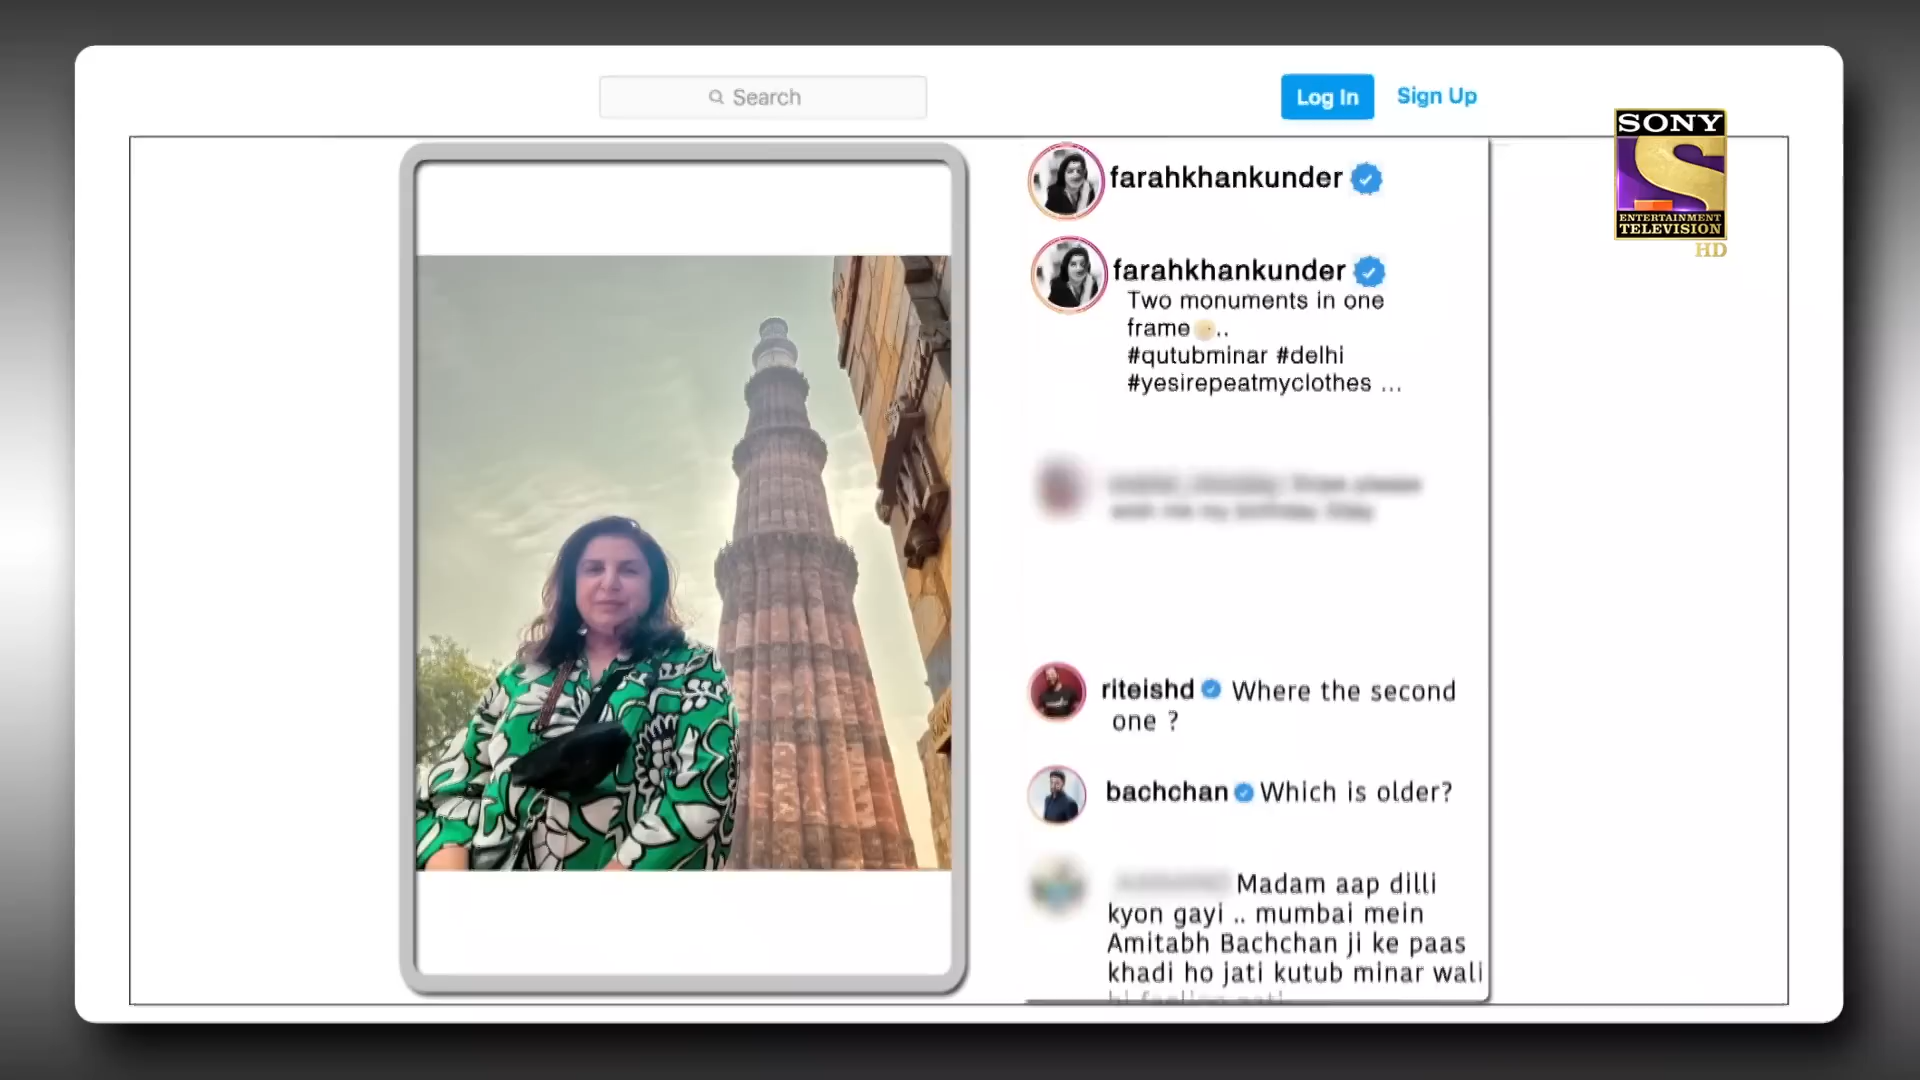 Search
Log In
Sign Up
SONY
ENTERTAINMENT
TELEVISION
HD
farahkhankunder
farahkhankunder
Two monuments in one
frame ..
#qutubminar #delhi
#yesirepeatmyclothes ...
riteishd Where the second
one ?
bachchan Which is older?
Madam aap dilli
kyon gayi .. mumbai mein
Amitabh Bachchan ji ke paas
khadi ho jati kutub minar wali